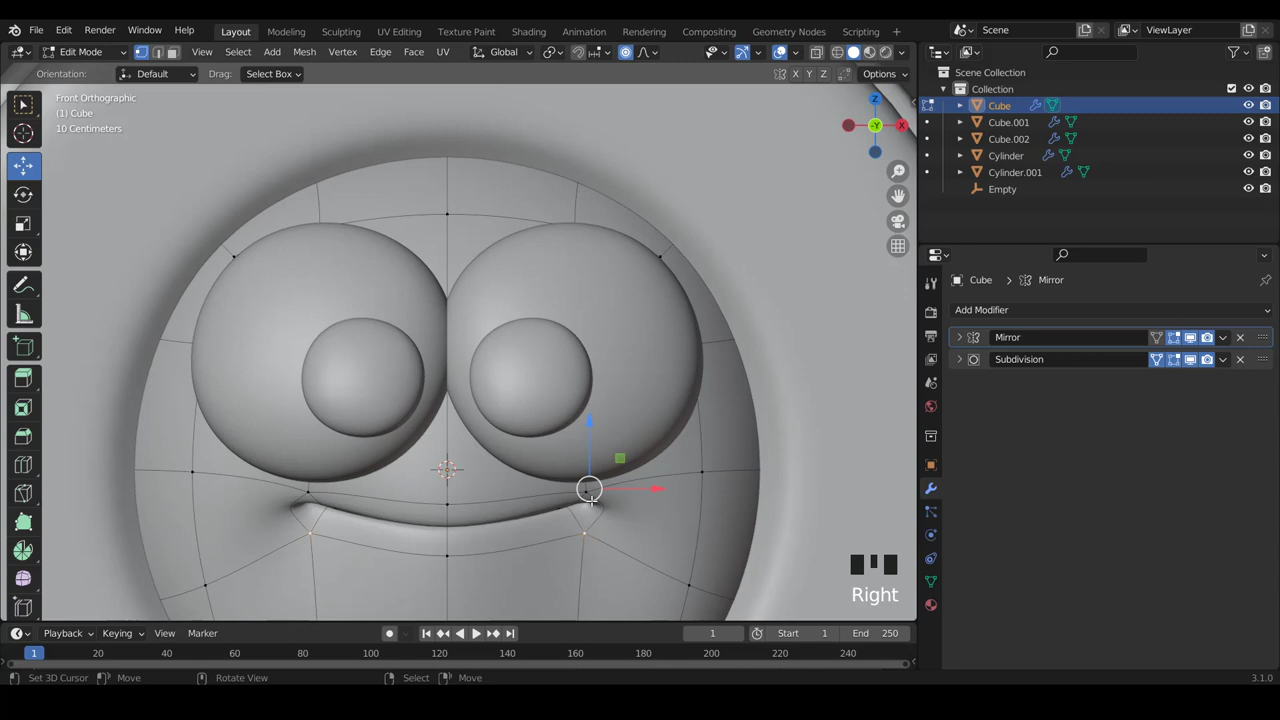 File Edit Render Window Help
Layout Modeling Sculpting UV Editing Texture Paint Shading Animation Rendering Compositing Geometry Nodes Scripting
Scene
ViewLayer
Edit Mode View Select Add Mesh Vertex Edge Face UV Global
Orientation: Default Drag: Select Box X Y Z Options
Front Orthographic
(1) Cube
10 Centimeters
Z
-Y
X
Scene Collection
Collection
Cube
Cube.001
Cube.002
Cylinder
Cylinder.001
Empty
Cube > Mirror
Add Modifier
Mirror
Subdivision
Right
Playback Keying View Marker 1 Start 1 End 250
1 20 40 60 80 100 120 140 160 180 200 220 240
Set 3D Cursor Move Rotate View Select Move 3.1.0